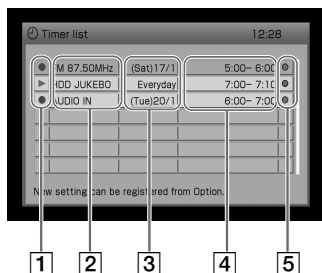 Timer list 12:28
M 87.50MHz (Sat)17/1 5:00– 6:00
HDD JUKEBO Everyday 7:00– 7:10
AUDIO IN (Tue)20/1 6:00– 7:00
New setting can be registered from Option.
1 2 3 4 5